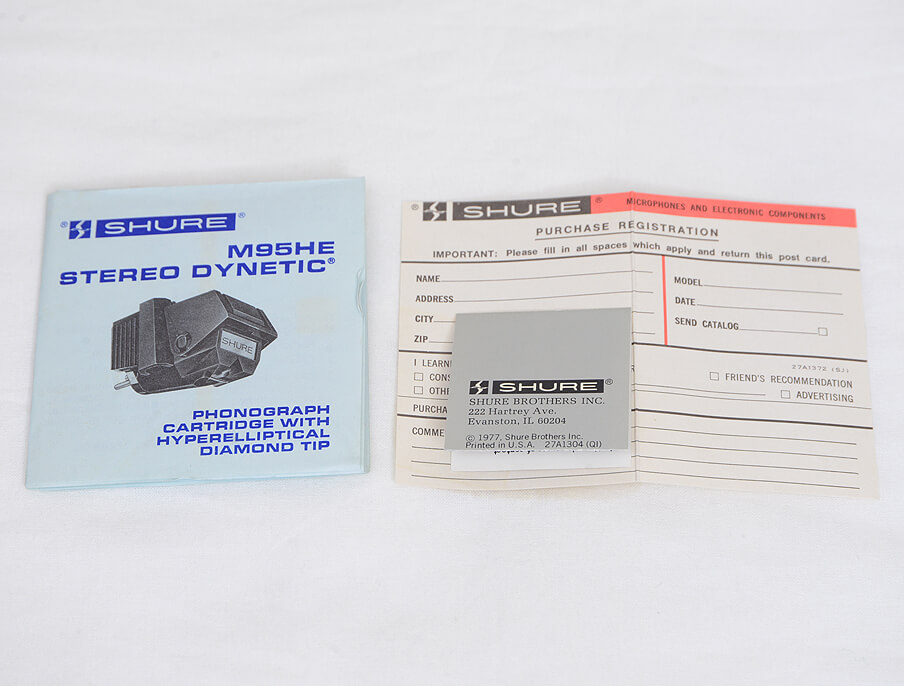 ® SHURE ®
M95HE
STEREO DYNETIC®
SHURE
PHONOGRAPH
CARTRIDGE WITH
HYPERELLIPTICAL
DIAMOND TIP
® SHURE ® MICROPHONES AND ELECTRONIC COMPONENTS
PURCHASE REGISTRATION
IMPORTANT: Please fill in all spaces which apply and return this post card.
NAME
ADDRESS
CITY
ZIP
MODEL
DATE
SEND CATALOG
27A1372 (SJ)
I LEARN
CONS
OTH
FRIEND'S RECOMMENDATION
ADVERTISING
PURCHA
COMME
SHURE ®
SHURE BROTHERS INC.
222 Hartrey Ave.
Evanston, IL 60204
© 1977, Shure Brothers Inc.
Printed in U.S.A. 27A1304 (QI)